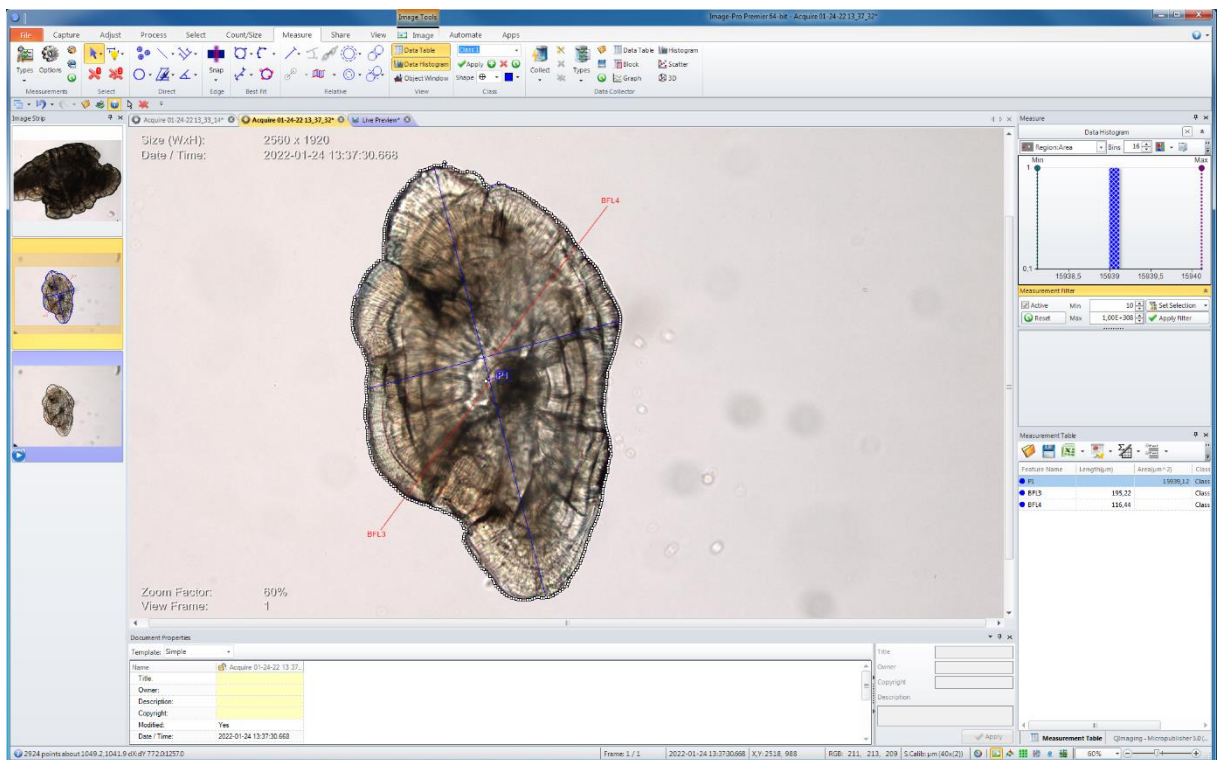 Image Tools
Image-Pro Premier 64-bit - Acquire 01-24-22 13_37_32*
File Capture Adjust Process Select Count/Size Measure Share View Image Automate Apps
Types Options Snap Data Table Class 1 Collect Types Data Table Histogram
Data Histogram Apply Block Scatter
Object Window Shape Graph 3D
Measurements Select Direct Edge Best Fit Relative View Class Data Collector
Image Strip
Acquire 01-24-22 13_33_14* Acquire 01-24-22 13_37_32* Live Preview*
Size (WxH): 2560 x 1920
Date / Time: 2022-01-24 13:37:30.668
BFL4
P1
BFL3
Zoom Factor: 60%
View Frame: 1
Measure
Data Histogram
Region:Area Bins 16
Min Max
1
0,1
15938,5 15939 15939,5 15940
Measurement Filter
Active Min 10 Set Selection
Reset Max 1,00E+308 Apply Filter
Measurement Table
Feature Name Length(µm) Area(µm^2) Class
P1 15939,12 Class
BFL3 195,22 Class
BFL4 116,44 Class
Document Properties
Template: Simple
Name Acquire 01-24-22 13 37...
Title:
Owner:
Description:
Copyright:
Modified: Yes
Date / Time: 2022-01-24 13:37:30.668
Title
Owner
Copyright
Description
Apply
Measurement Table QImaging - Micropublisher 5.0 (...
2924 points about 1049.2,1041.9 dX:dY 772.0:1257.0
Frame: 1 / 1 2022-01-24 13:37:30.668 X,Y: 2518, 988 RGB: 211, 213, 209 S.Calib: µm (40x(2)) 60%